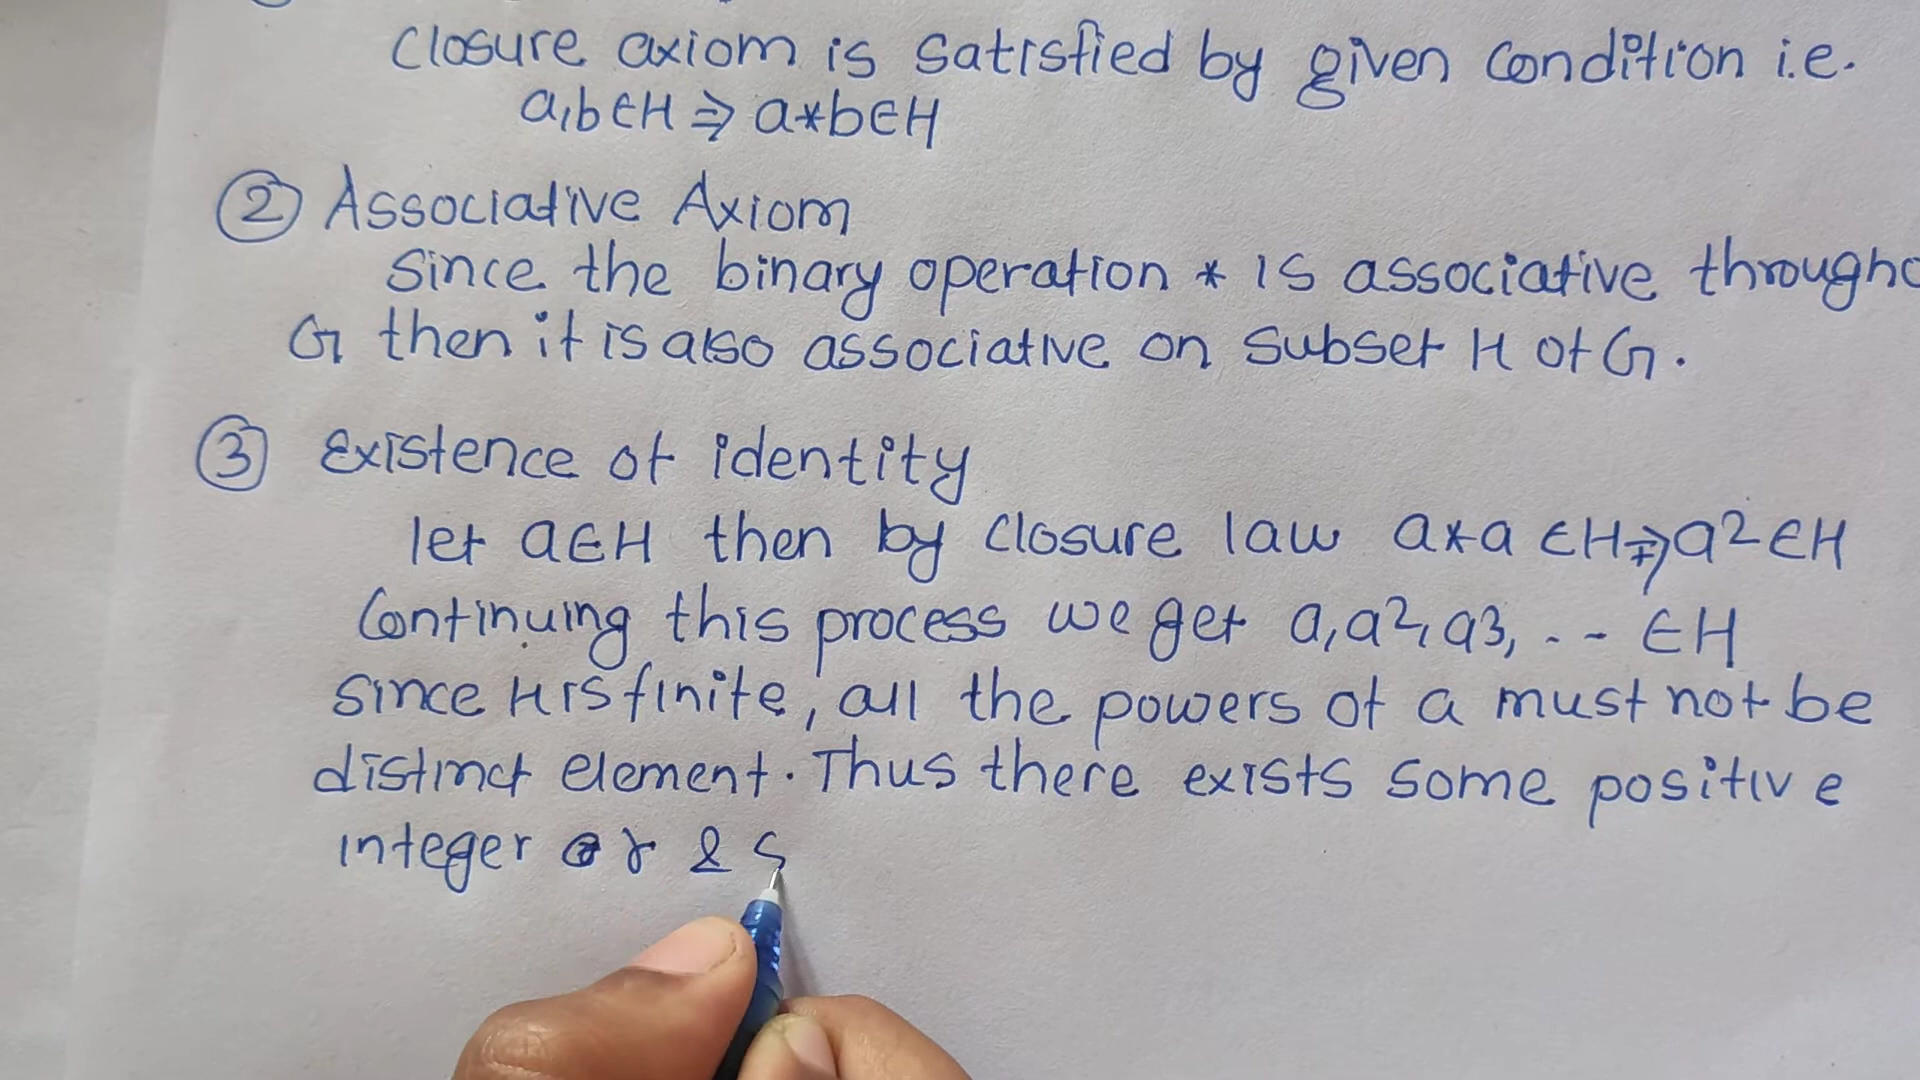 Closure axiom is satisfied by given condition i.e.
a,b∈H ⇒ a*b∈H
② Associative Axiom
Since the binary operation * is associative
G then it is also associative on subset H of G.
③ Existence of identity
let a∈H then by closure law a*a ∈H⇒a² ∈H
Continuing this process we get a,a²,a3, .-- ∈H
since H is finite, all the powers of a must not be
distinct element. Thus there exists some positive
integer r & s